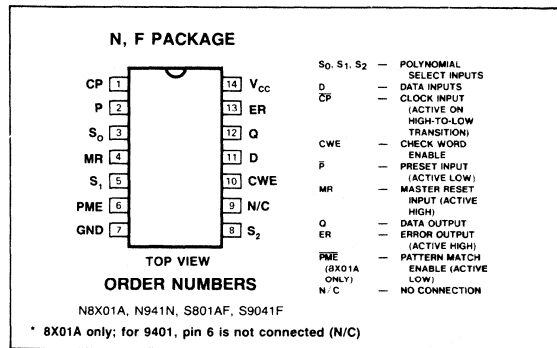 N, F PACKAGE
CP 1
P 2
S0 3
MR 4
S1 5
PME 6
GND 7
14 VCC
13 ER
12 Q
11 D
10 CWE
9 N/C
8 S2
TOP VIEW
ORDER NUMBERS
N8X01A, N941N, S801AF, S9041F
* 8X01A only; for 9401, pin 6 is not connected (N/C)
S0, S1, S2 — POLYNOMIAL
SELECT INPUTS
D — DATA INPUTS
C̅P̅ — CLOCK INPUT
(ACTIVE ON
HIGH-TO-LOW
TRANSITION)
CWE — CHECK WORD
ENABLE
P̅ — PRESET INPUT
(ACTIVE LOW)
MR — MASTER RESET
INPUT (ACTIVE
HIGH)
Q — DATA OUTPUT
ER — ERROR OUTPUT
(ACTIVE HIGH)
P̅M̅E̅ — PATTERN MATCH
(8X01A ENABLE (ACTIVE
ONLY) LOW)
N/C — NO CONNECTION